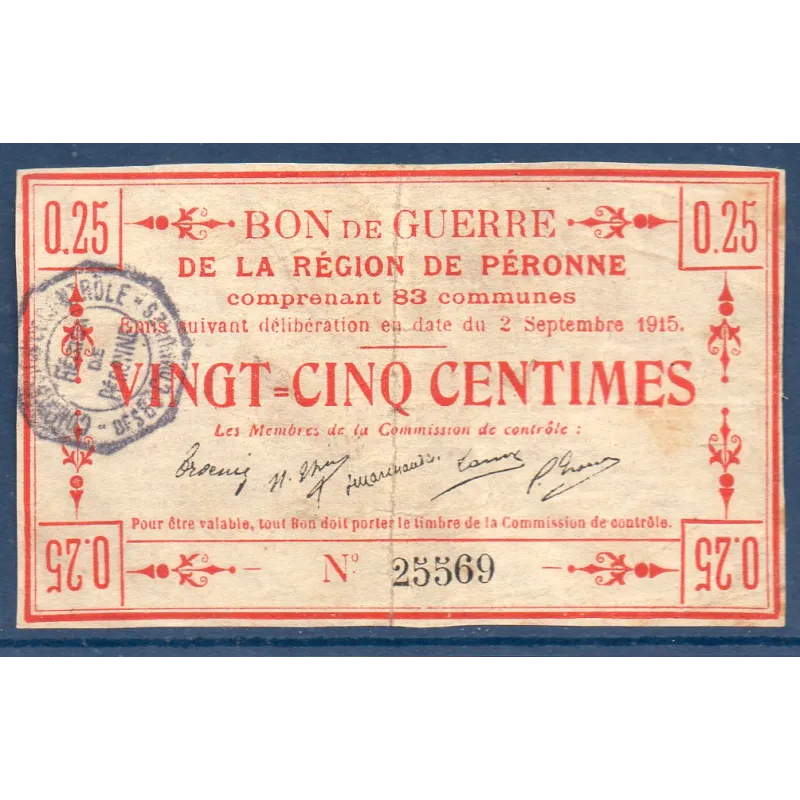 0.25
0.25
BON DE GUERRE
DE LA RÉGION DE PÉRONNE
comprenant 83 communes
Emis suivant délibération en date du 2 Septembre 1915.
VINGT=CINQ CENTIMES
Les Membres de la Commission de contrôle :
Pour être valable, tout Bon doit porter le timbre de la Commission de contrôle.
0.25
0.25
N° 25569
DE